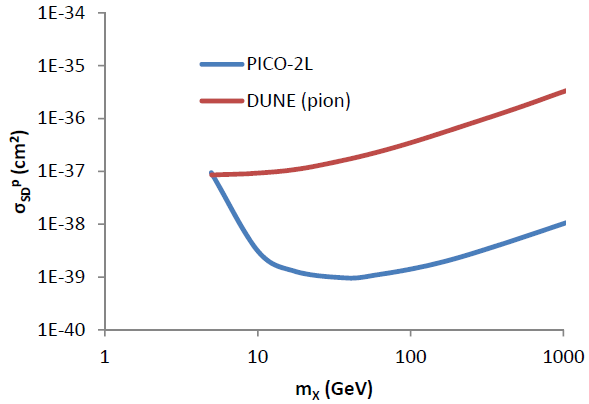 1E-34
1E-35
1E-36
1E-37
1E-38
1E-39
1E-40
σSDᵖ (cm²)
PICO-2L
DUNE (pion)
1 10 100 1000
mX (GeV)